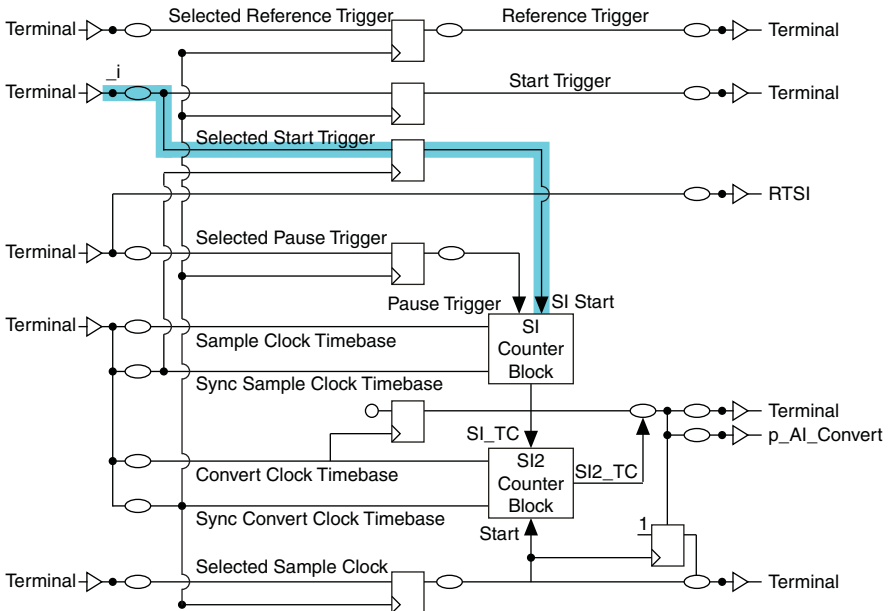 Terminal Selected Reference Trigger Reference Trigger Terminal
_i
Terminal Start Trigger Terminal
Selected Start Trigger
RTSI
Terminal Selected Pause Trigger
Pause Trigger SI Start
Terminal
Sample Clock Timebase
SI
Counter
Block
Sync Sample Clock Timebase
Terminal
SI_TC
p_AI_Convert
Convert Clock Timebase
SI2
Counter
Block
SI2_TC
Sync Convert Clock Timebase
Start
1
Terminal Selected Sample Clock Terminal